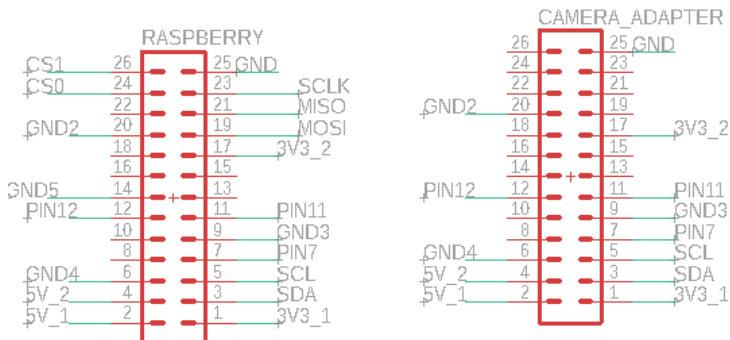 RASPBERRY
CS1 26 25 GND
CS0 24 23 SCLK
22 21 MISO
GND2 20 19 MOSI
18 17 3V3_2
16 15
GND5 14 13
PIN12 12 11 PIN11
10 9 GND3
8 7 PIN7
GND4 6 5 SCL
5V_2 4 3 SDA
5V_1 2 1 3V3_1
CAMERA_ADAPTER
26 25 GND
24 23
22 21
GND2 20 19
18 17 3V3_2
16 15
14 13
PIN12 12 11 PIN11
10 9 GND3
8 7 PIN7
GND4 6 5 SCL
5V_2 4 3 SDA
5V_1 2 1 3V3_1